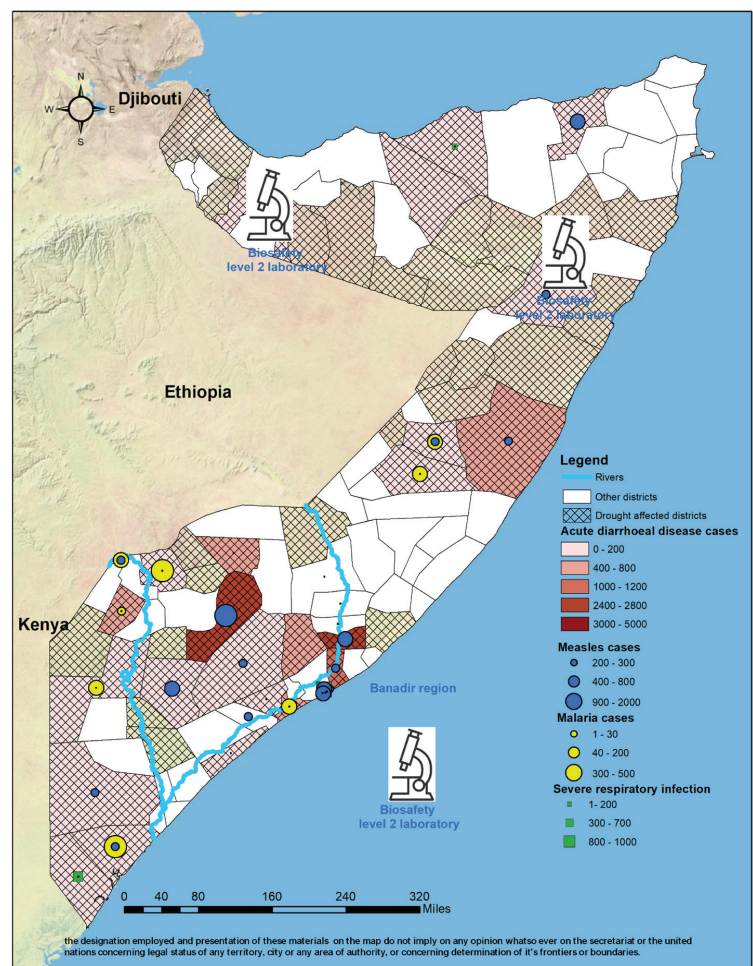 N
W
E
S
Djibouti
Biosafety
level 2 laboratory
Biosafety
level 2 laboratory
Ethiopia
Kenya
Banadir region
Biosafety
level 2 laboratory
Legend
Rivers
Other districts
Drought affected districts
Acute diarrhoeal disease cases
0 - 200
400 - 800
1000 - 1200
2400 - 2800
3000 - 5000
Measles cases
200 - 300
400 - 800
900 - 2000
Malaria cases
1 - 30
40 - 200
300 - 500
Severe respiratory infection
1- 200
300 - 700
800 - 1000
0 40 80 160 240 320
Miles
the designation employed and presentation of these materials on the map do not imply on any opinion whatso ever on the secretariat or the united
nations concerning legal status of any territory, city or any area of authority, or concerning determination of it's frontiers or boundaries.